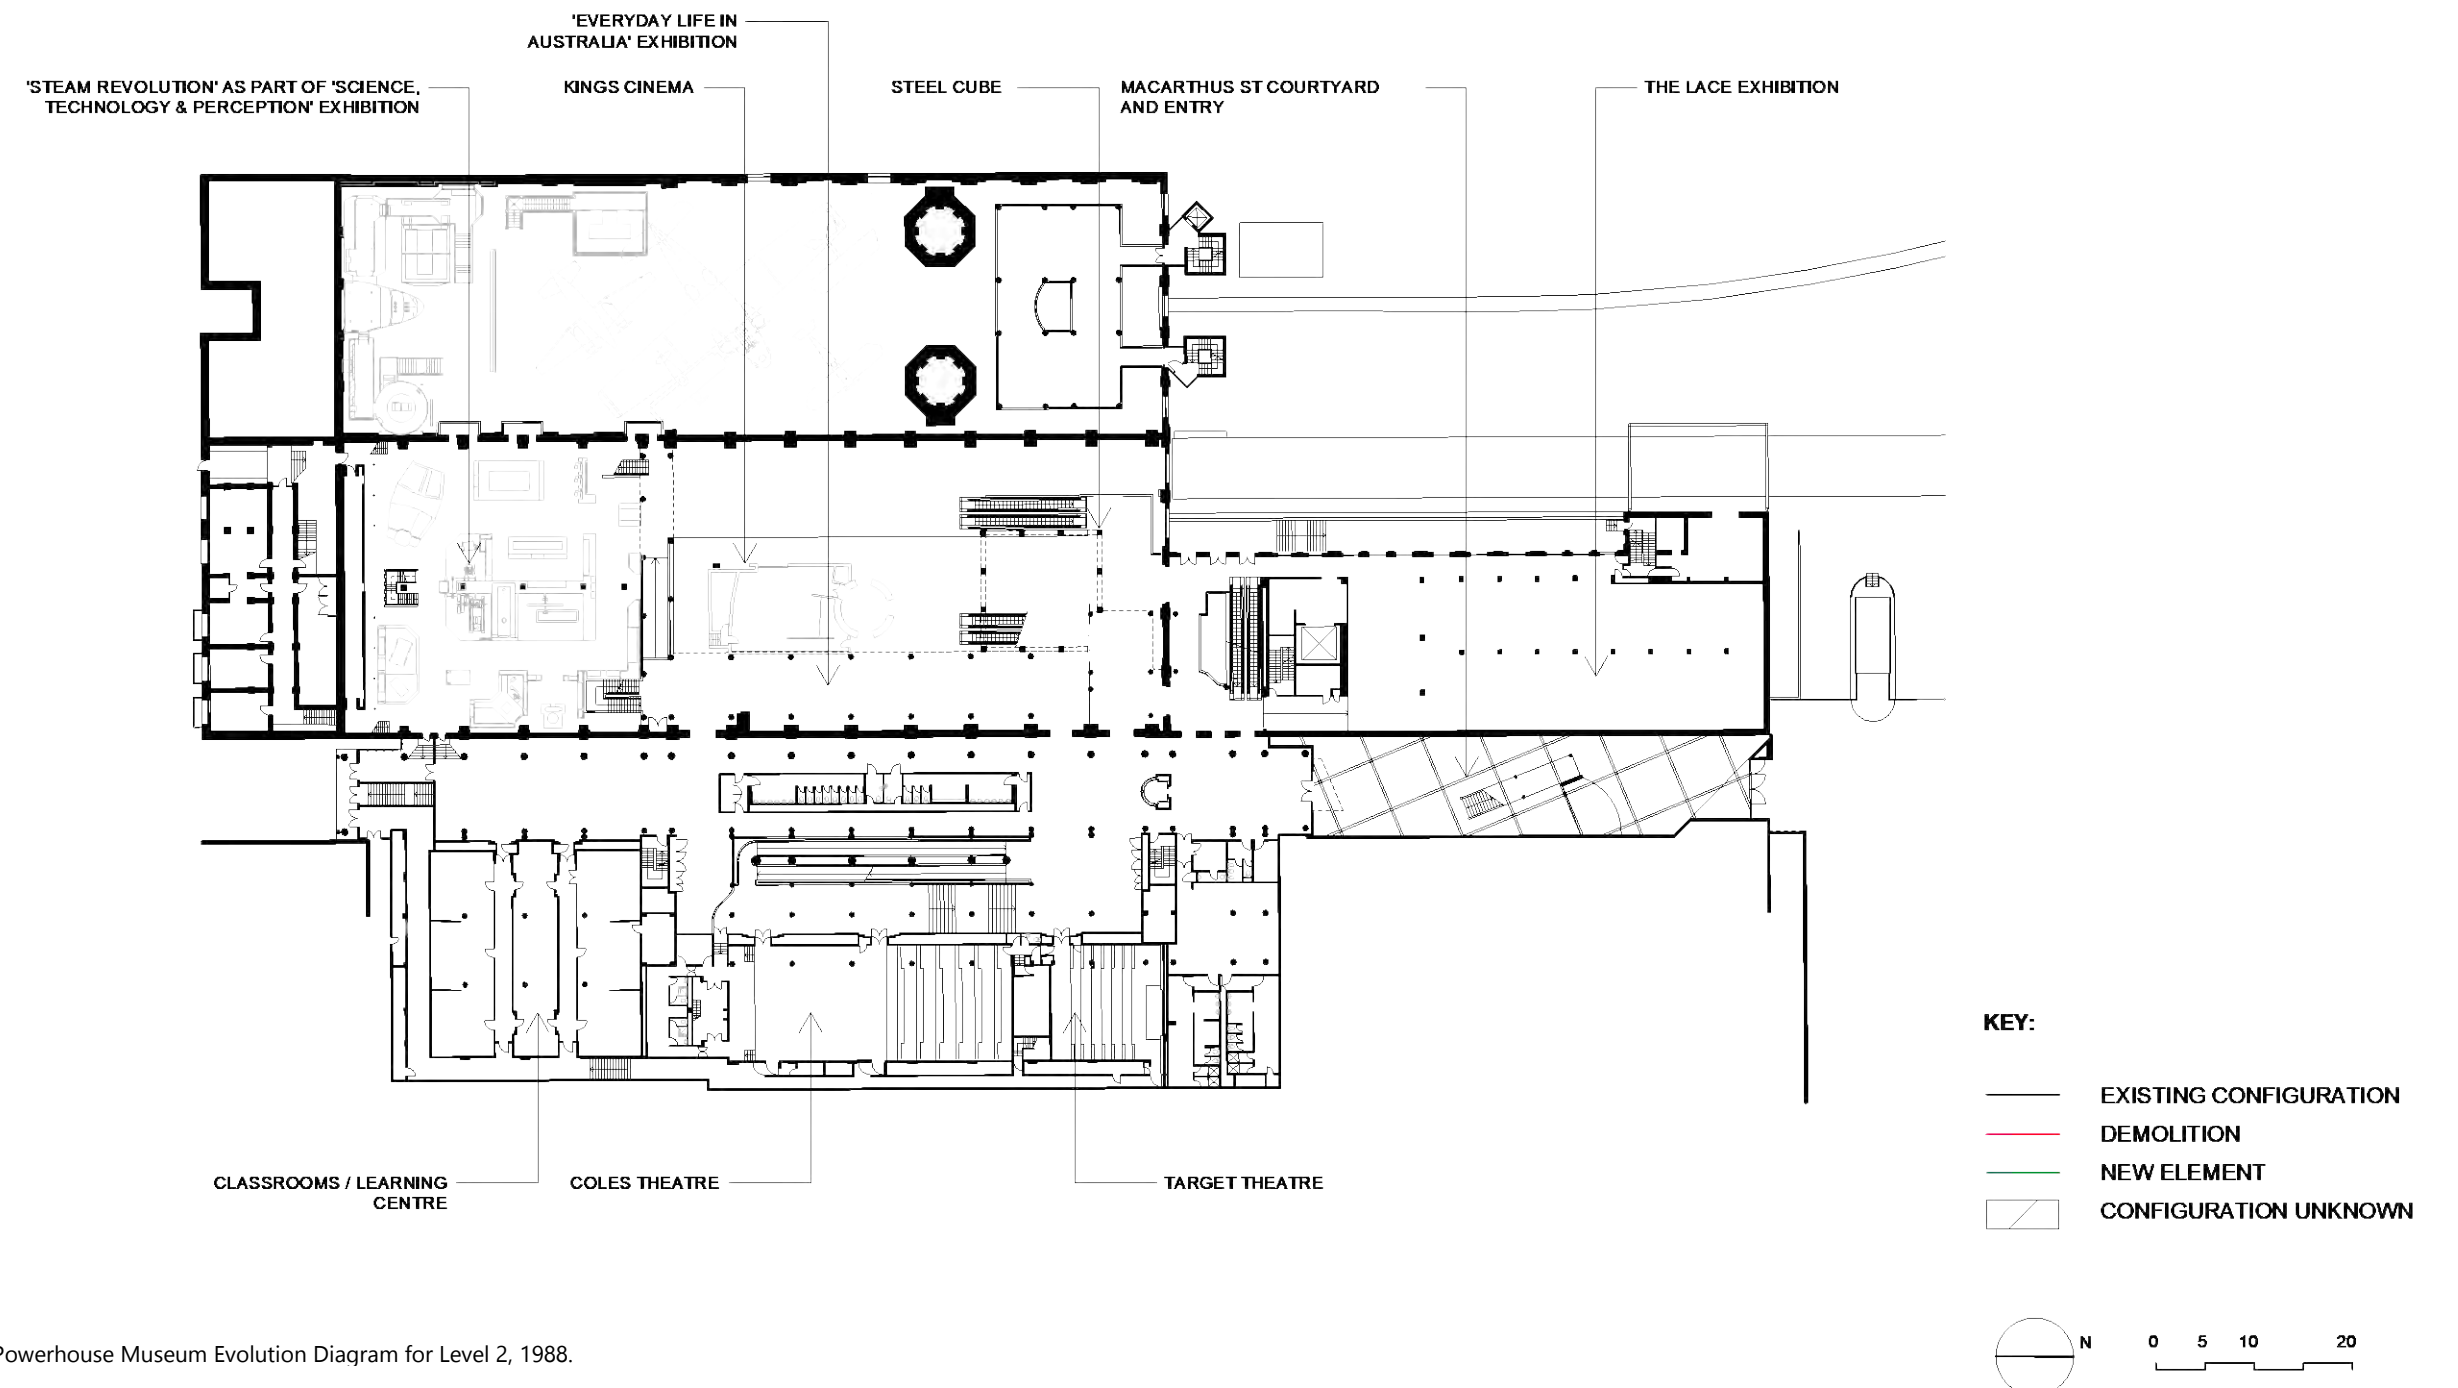 'EVERYDAY LIFE IN
AUSTRALIA' EXHIBITION
'STEAM REVOLUTION' AS PART OF 'SCIENCE,
TECHNOLOGY & PERCEPTION' EXHIBITION
KINGS CINEMA
STEEL CUBE
MACARTHUS ST COURTYARD
AND ENTRY
THE LACE EXHIBITION
KEY:
EXISTING CONFIGURATION
DEMOLITION
NEW ELEMENT
CONFIGURATION UNKNOWN
CLASSROOMS / LEARNING
CENTRE
COLES THEATRE
TARGET THEATRE
N
0 5 10 20
Powerhouse Museum Evolution Diagram for Level 2, 1988.